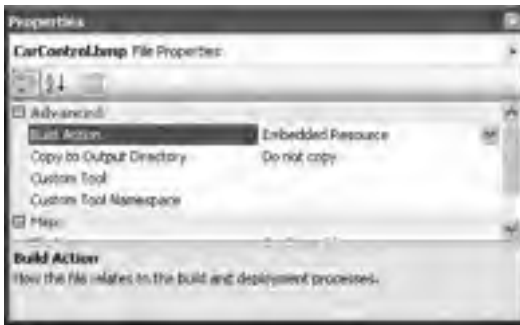 Properties
CarControl.bmp File Properties
Advanced
Build Action Embedded Resource
Copy to Output Directory Do not copy
Custom Tool
Custom Tool Namespace
Misc
Build Action
How the file relates to the build and deployment processes.